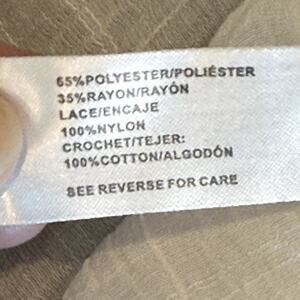 65%POLYESTER/POLIÉSTER
35%RAYON/RAYÓN
LACE/ENCAJE
100%NYLON
CROCHET/TEJER:
100%COTTON/ALGODÓN
SEE REVERSE FOR CARE